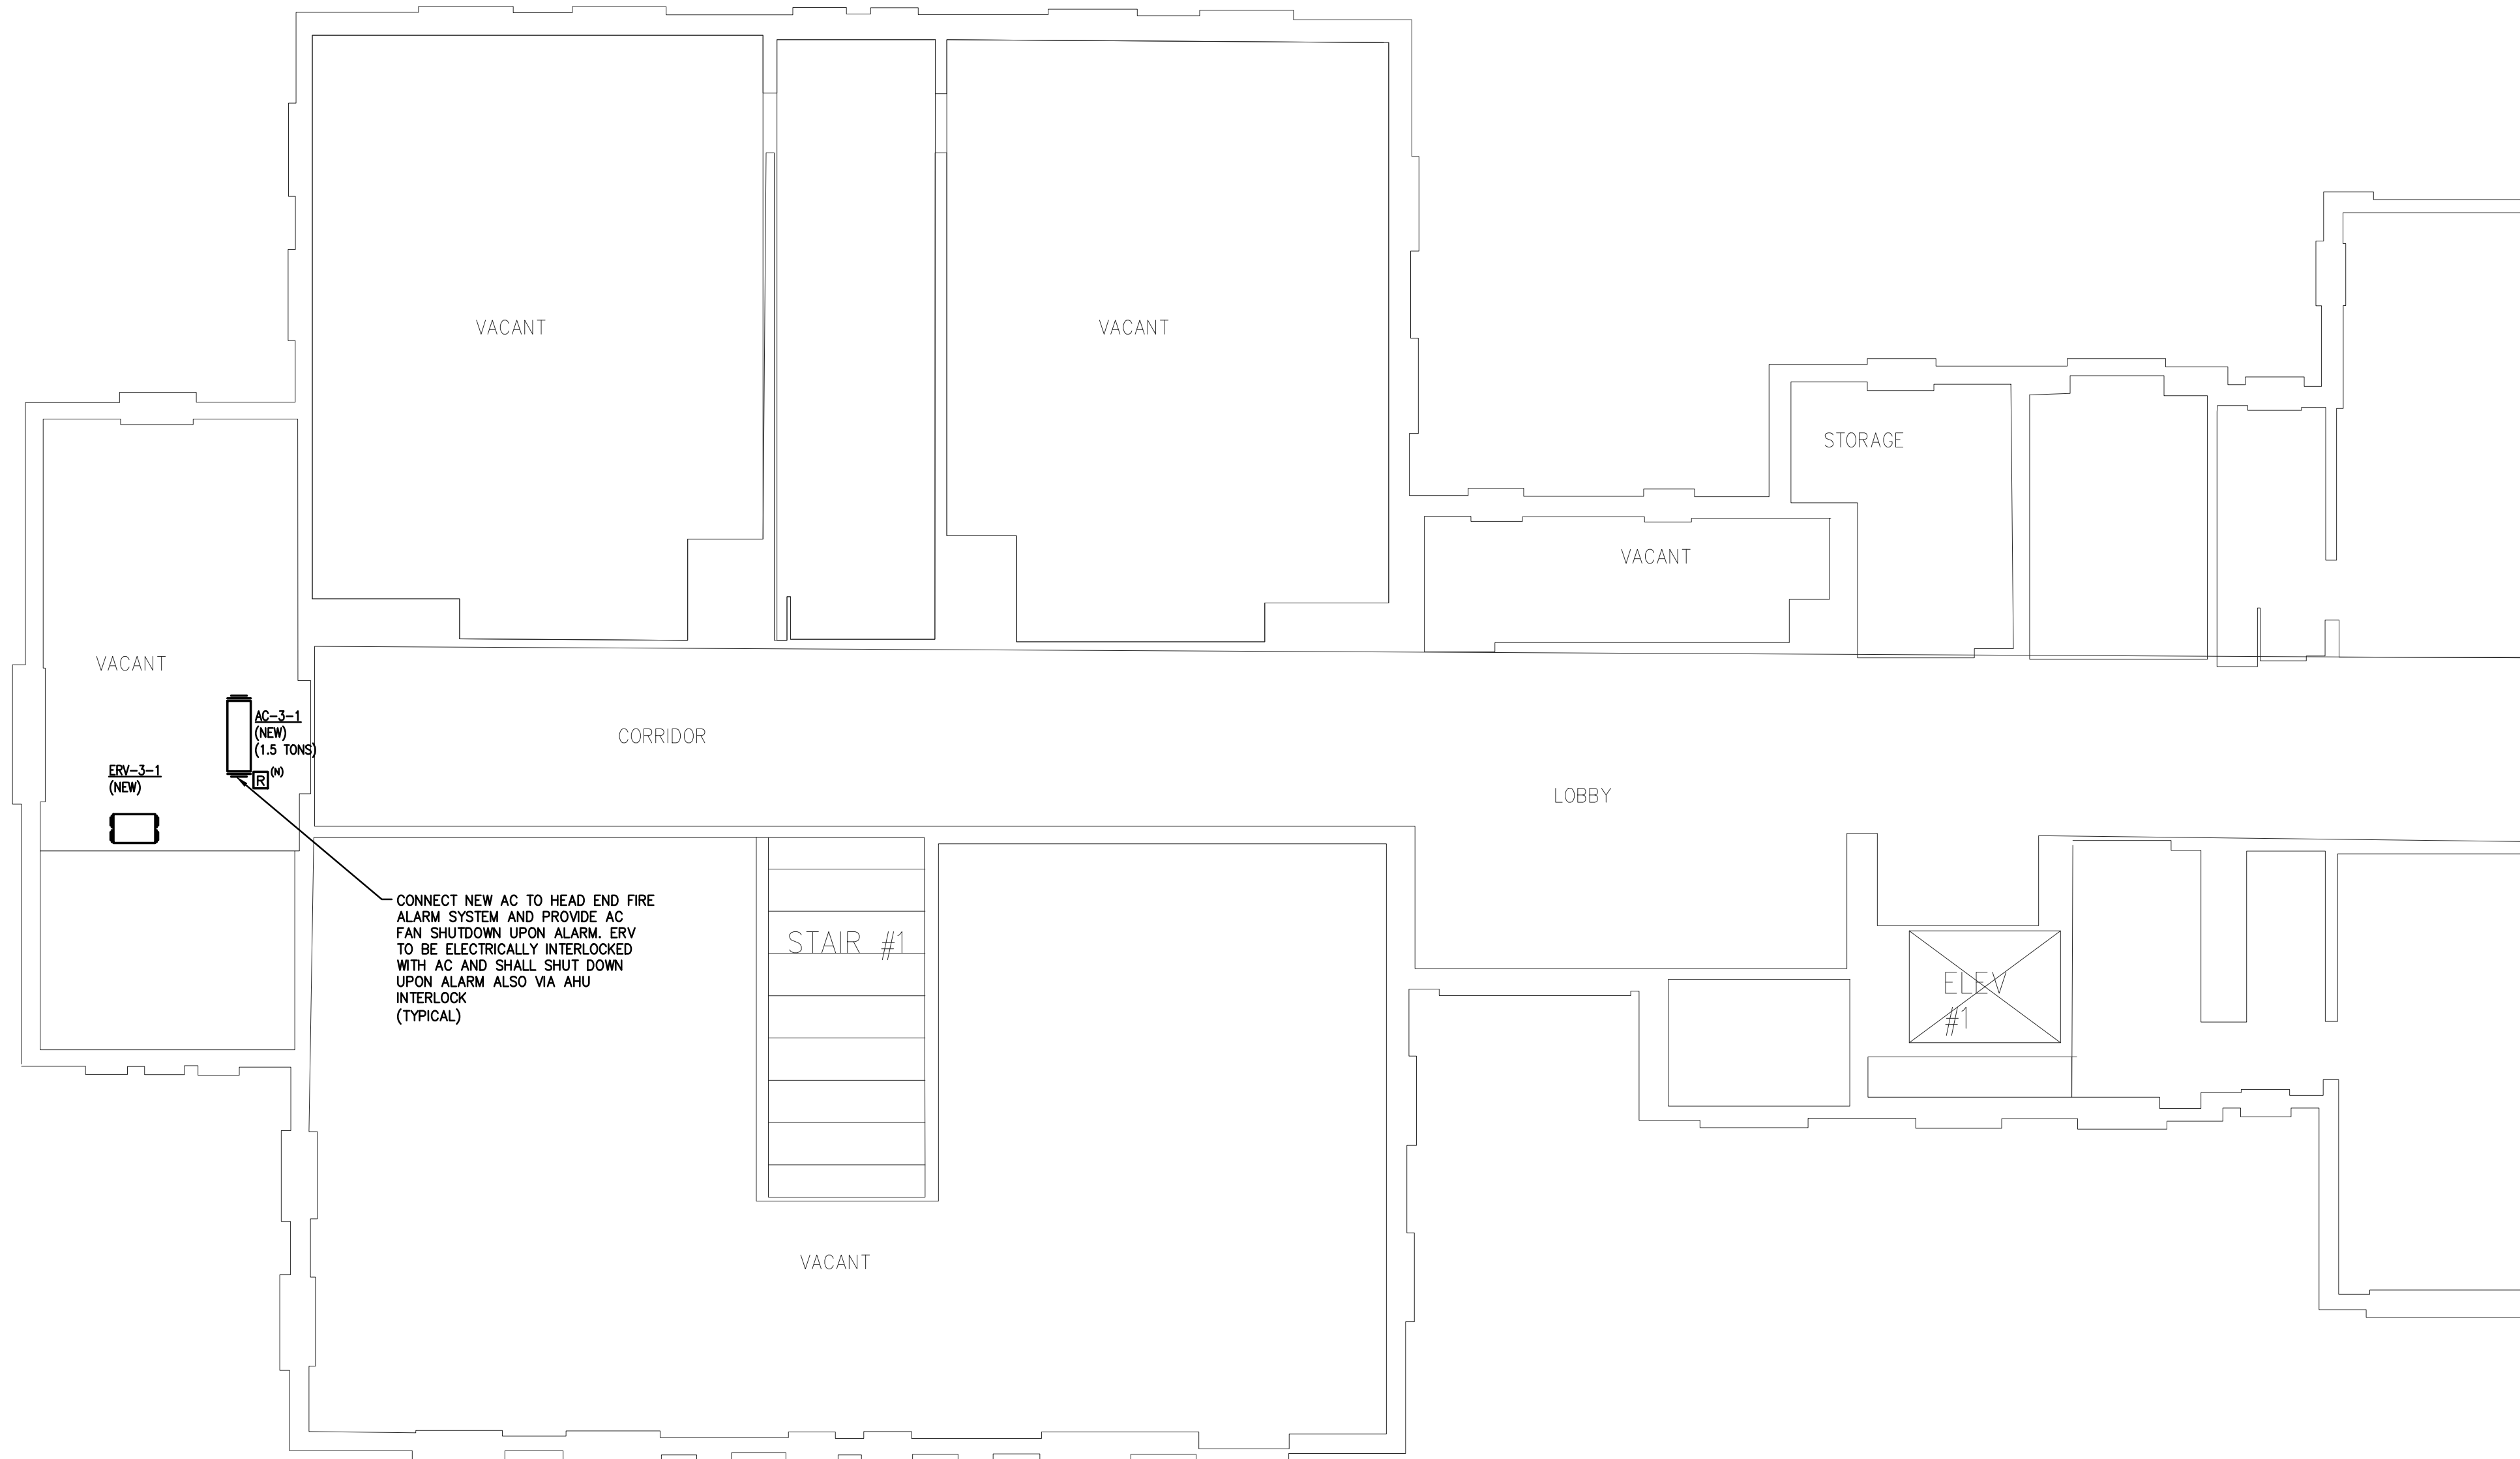 VACANT
VACANT
STORAGE
VACANT
VACANT
AC-3-1
(NEW)
(1.5 TONS)
R (N)
ERV-3-1
(NEW)
CORRIDOR
LOBBY
CONNECT NEW AC TO HEAD END FIRE
ALARM SYSTEM AND PROVIDE AC
FAN SHUTDOWN UPON ALARM. ERV
TO BE ELECTRICALLY INTERLOCKED
WITH AC AND SHALL SHUT DOWN
UPON ALARM ALSO VIA AHU
INTERLOCK
(TYPICAL)
STAIR #1
ELEV
#1
VACANT